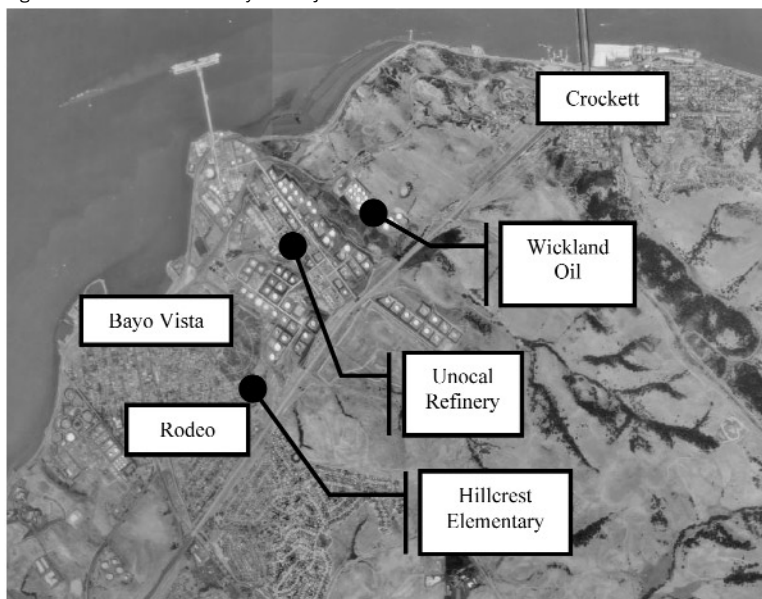 Crockett
Wickland
Oil
Bayo Vista
Unocal
Refinery
Rodeo
Hillcrest
Elementary